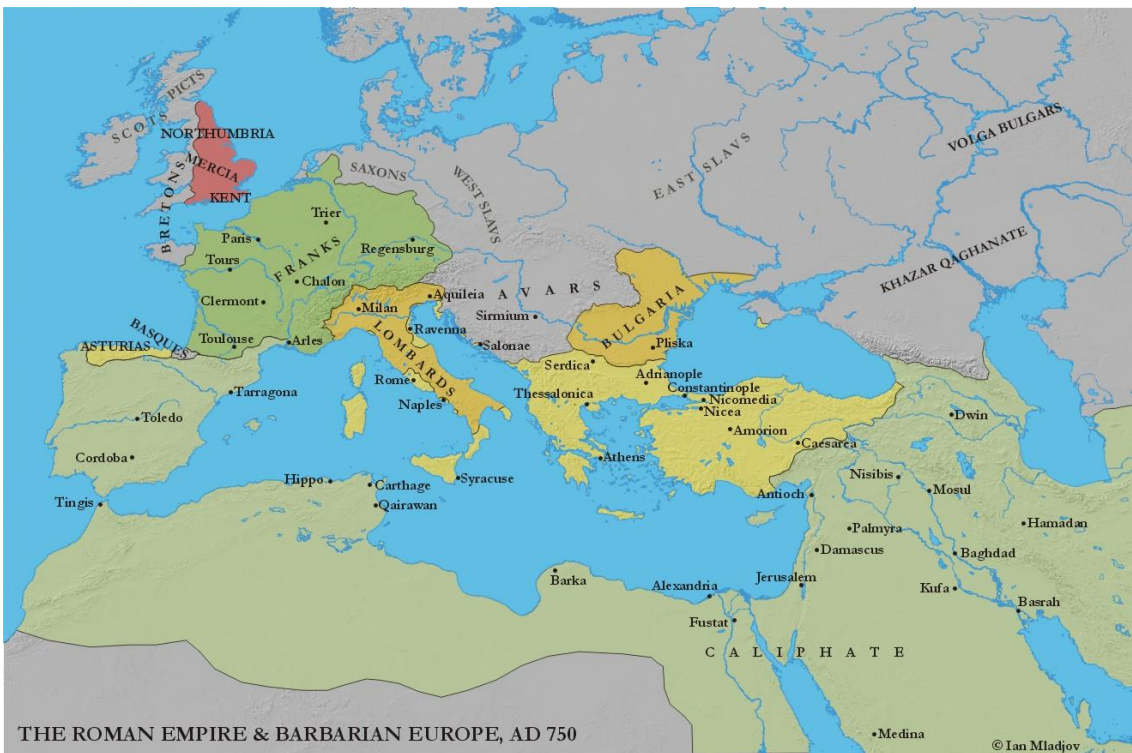 PICTS
SCOTS
NORTHUMBRIA
MERCIA
KENT
BRETONS
SAXONS
WEST SLAVS
EAST SLAVS
VOLGA BULGARS
KHAZAR QAGHANATE
Trier
Paris
FRANKS
Regensburg
Tours
Chalon
Clermont
AVARS
Aquileia
Milan
Sirmium
BULGARIA
Ravenna
LOMBARDS
BASQUES
Toulouse
Arles
Salonae
Pliska
ASTURIAS
Serdica
Rome
Adrianople
Tarragona
Constantinople
Naples
Thessalonica
Nicomedia
Nicea
Toledo
Dwin
Amorion
Caesarea
Cordoba
Athens
Hippo
Carthage
Syracuse
Nisibis
Mosul
Antioch
Tingis
Qairawan
Hamadan
Palmyra
Damascus
Baghdad
Barka
Alexandria
Jerusalem
Kufa
Basrah
Fustat
CALIPHATE
Medina
THE ROMAN EMPIRE & BARBARIAN EUROPE, AD 750
© Ian Mladjov